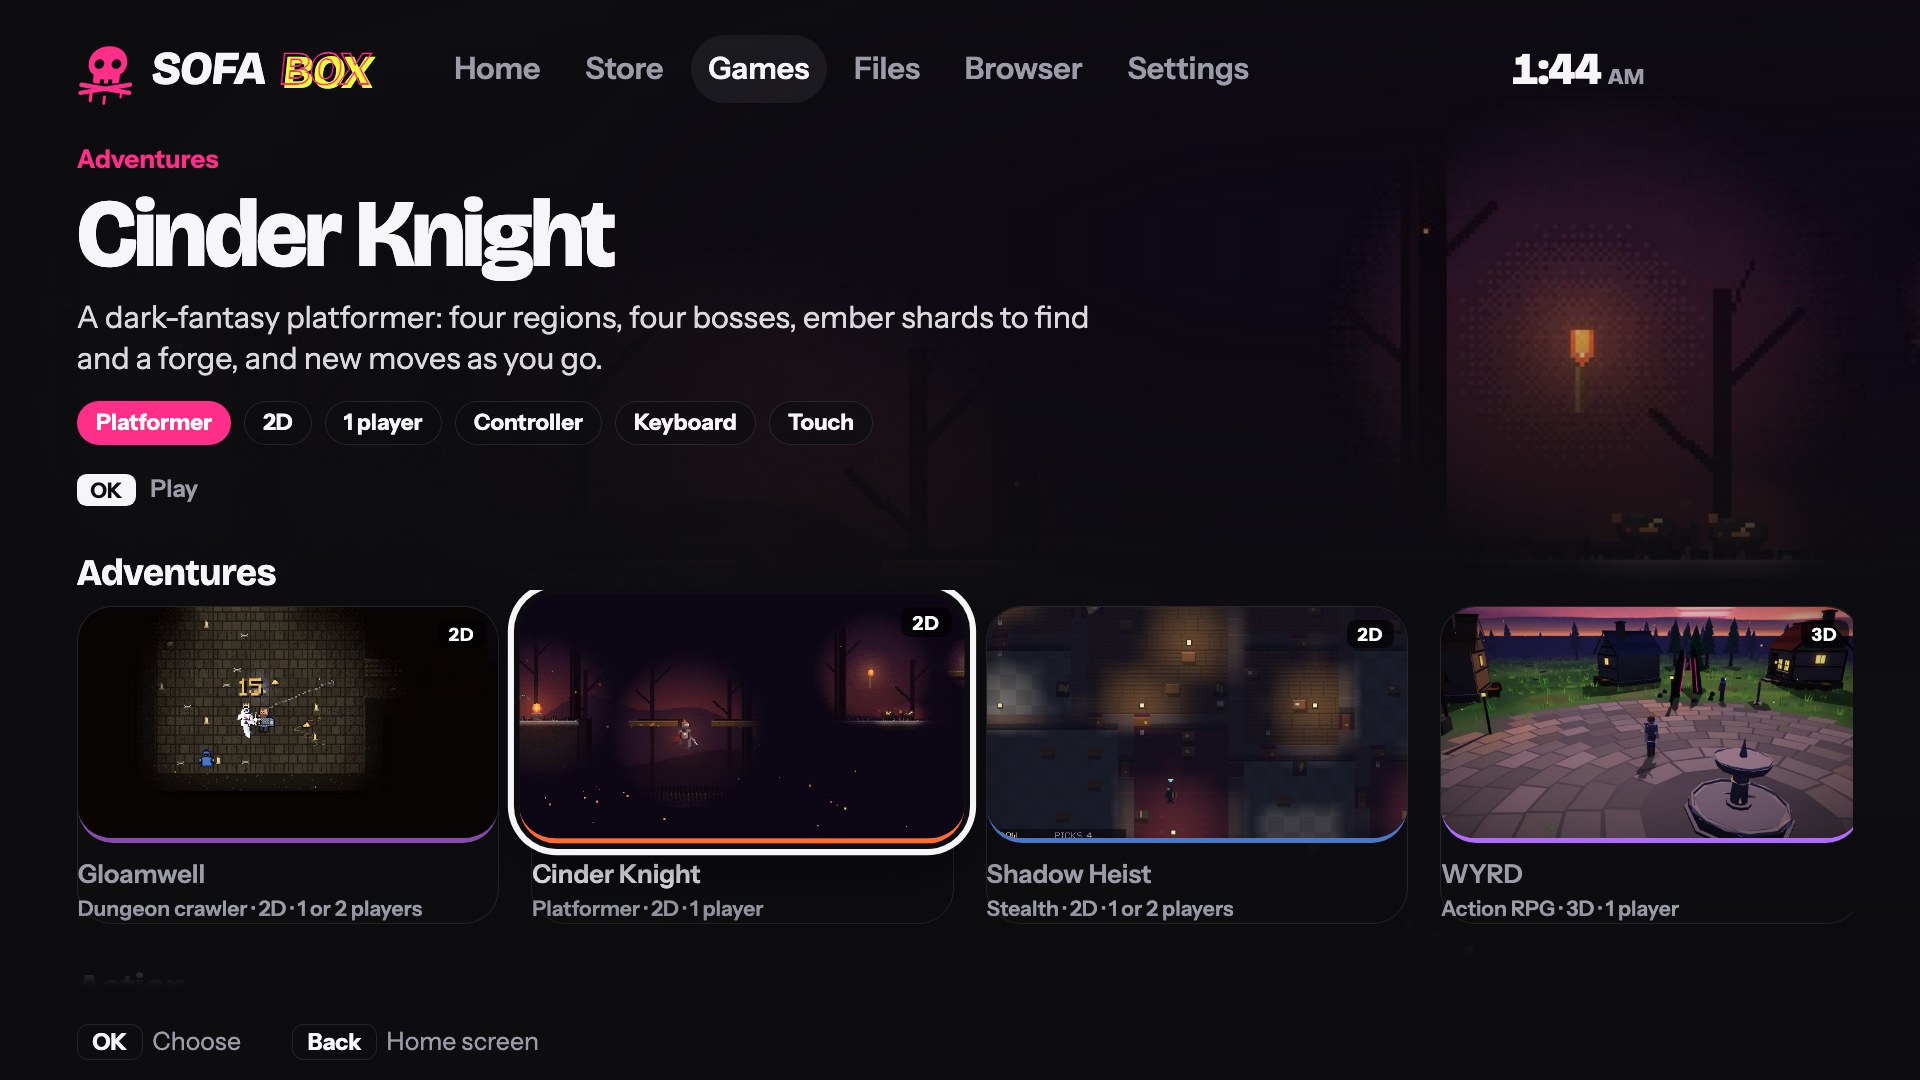 SOFA BOX
Home
Store
Games
Files
Browser
Settings
1:44 AM
Adventures
Cinder Knight
A dark-fantasy platformer: four regions, four bosses, ember shards to find
and a forge, and new moves as you go.
Platformer
2D
1 player
Controller
Keyboard
Touch
OK Play
Adventures
2D
15
2D
2D
PICKS 4
3D
Gloamwell
Dungeon crawler · 2D · 1 or 2 players
Cinder Knight
Platformer · 2D · 1 player
Shadow Heist
Stealth · 2D · 1 or 2 players
WYRD
Action RPG · 3D · 1 player
Action
OK Choose
Back Home screen